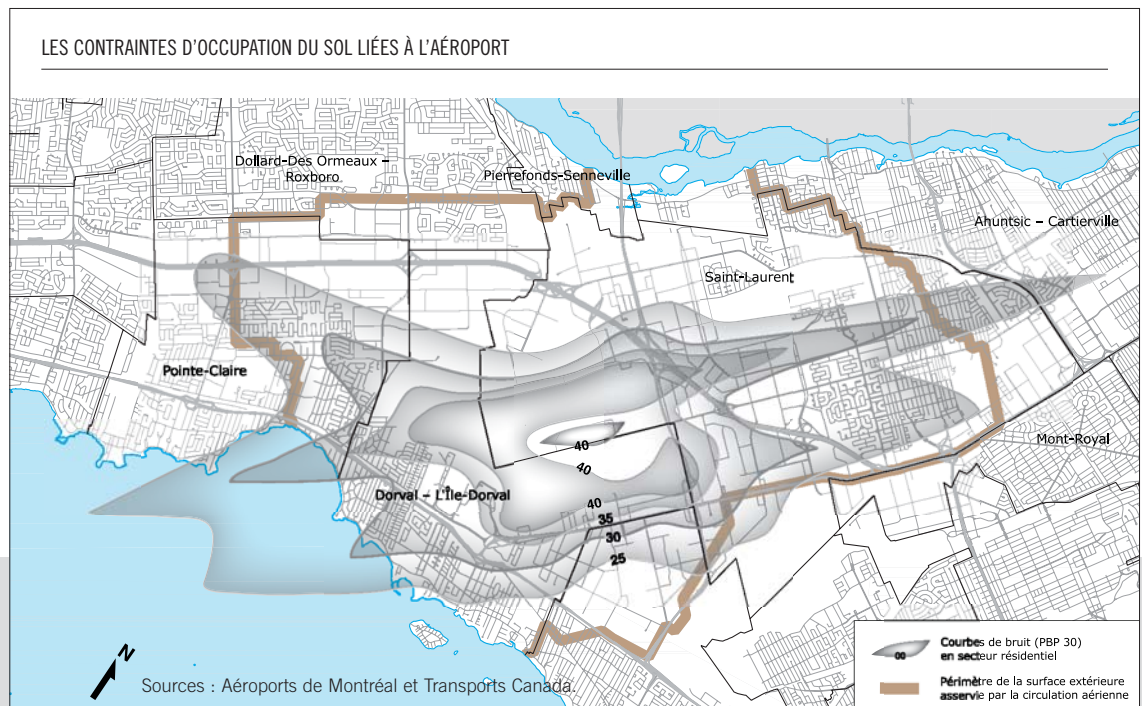 LES CONTRAINTES D'OCCUPATION DU SOL LIÉES À L'AÉROPORT
Dollard-Des Ormeaux –
Roxboro
Pierrefonds-Senneville
Ahuntsic – Cartierville
Saint-Laurent
Pointe-Claire
Mont-Royal
40
40
Dorval – L'Île-Dorval
40
35
30
25
N
Sources : Aéroports de Montréal et Transports Canada.
00
Courbes de bruit (PBP 30)
en secteur résidentiel
Périmètre de la surface extérieure
asservie par la circulation aérienne